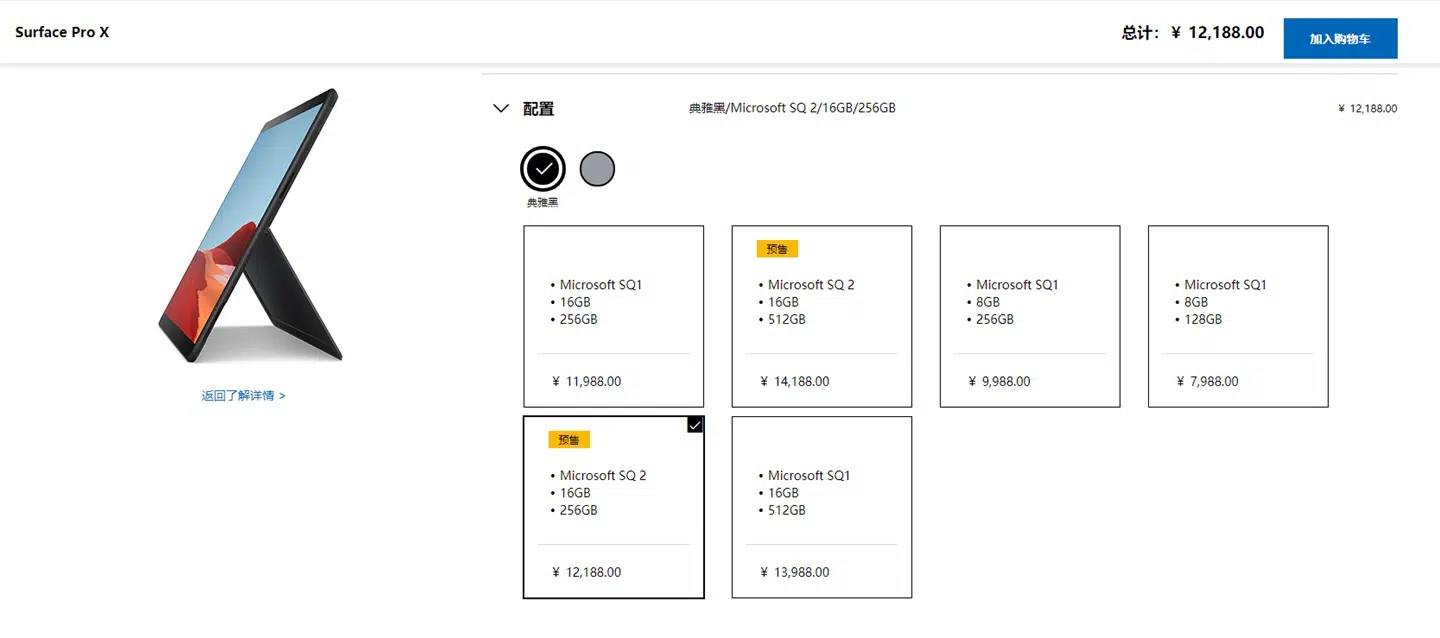 Surface Pro X
总计： ¥ 12,188.00
加入购物车
配置
典雅黑/Microsoft SQ 2/16GB/256GB
¥ 12,188.00
典雅黑
• Microsoft SQ1
• 16GB
• 256GB
¥ 11,988.00
预售
• Microsoft SQ 2
• 16GB
• 512GB
¥ 14,188.00
• Microsoft SQ1
• 8GB
• 256GB
¥ 9,988.00
• Microsoft SQ1
• 8GB
• 128GB
¥ 7,988.00
返回了解详情 >
预售
• Microsoft SQ 2
• 16GB
• 256GB
¥ 12,188.00
• Microsoft SQ1
• 16GB
• 512GB
¥ 13,988.00